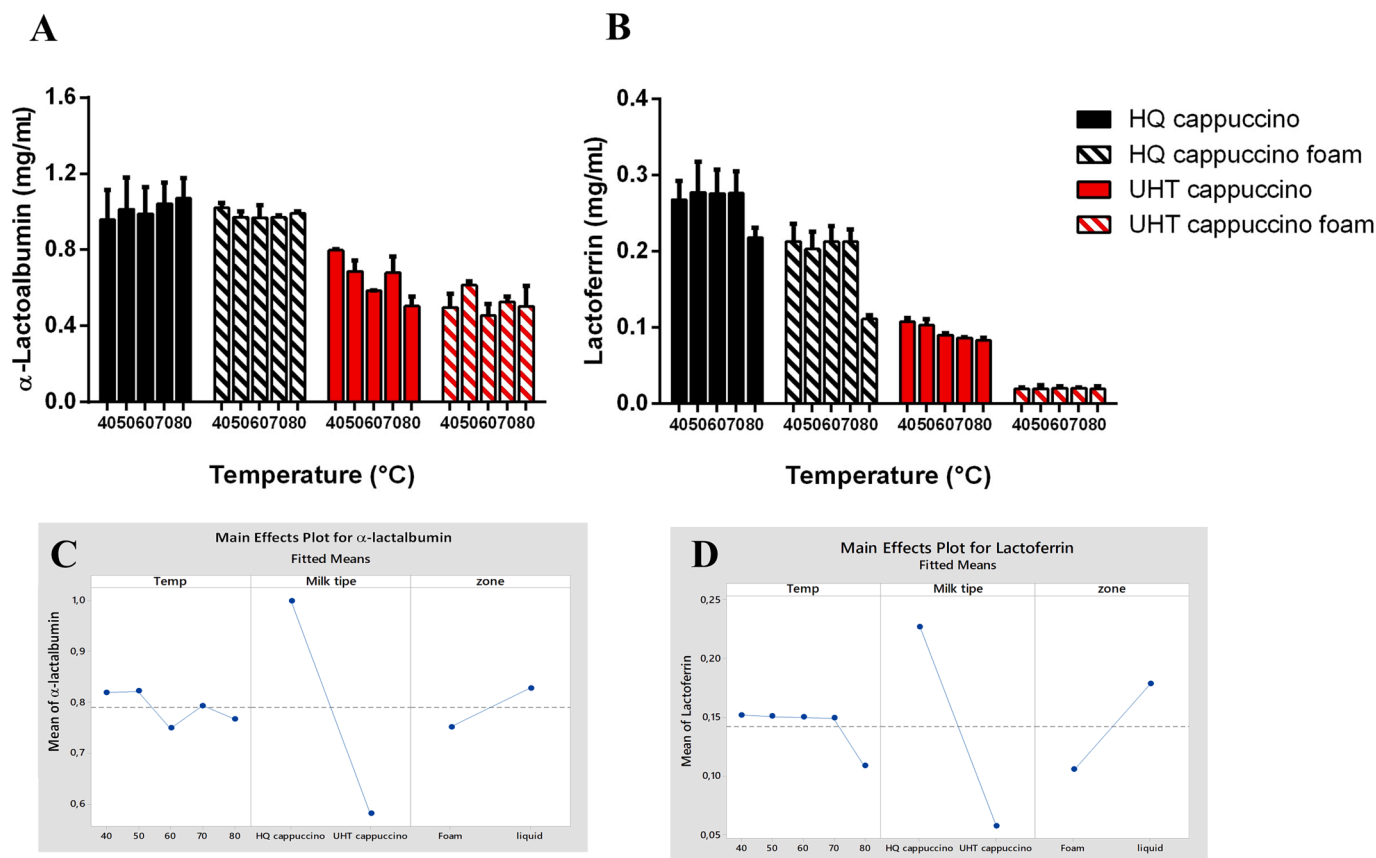 A
α-Lactoalbumin (mg/mL)
1.6
1.2
0.8
0.4
0.0
4050607080 4050607080 4050607080 4050607080
Temperature (°C)
B
Lactoferrin (mg/mL)
0.4
0.3
0.2
0.1
0.0
4050607080 4050607080 4050607080 4050607080
Temperature (°C)
HQ cappuccino
HQ cappuccino foam
UHT cappuccino
UHT cappuccino foam
C
Main Effects Plot for α-lactalbumin
Fitted Means
Temp Milk tipe zone
Mean of α-lactalbumin
1,0
0,9
0,8
0,7
0,6
40 50 60 70 80 HQ cappuccino UHT cappuccino Foam liquid
D
Main Effects Plot for Lactoferrin
Fitted Means
Temp Milk tipe zone
Mean of Lactoferrin
0,25
0,20
0,15
0,10
0,05
40 50 60 70 80 HQ cappuccino UHT cappuccino Foam liquid